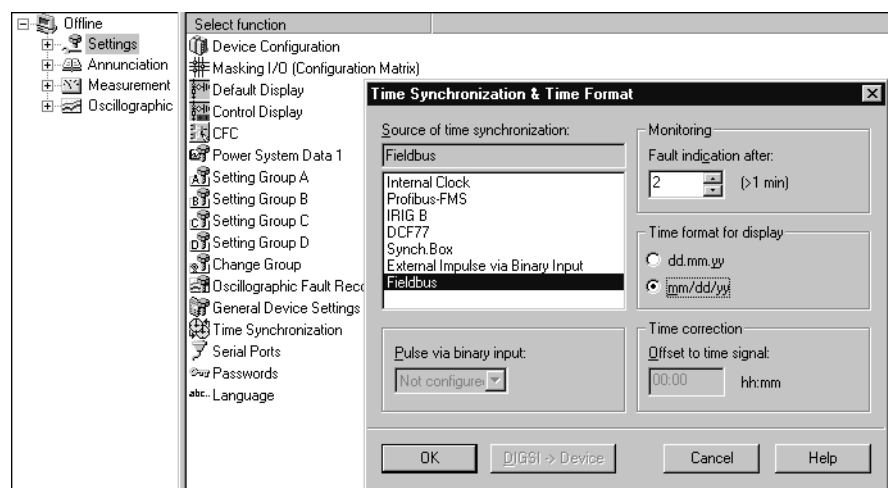 Offline
Settings
Annunciation
Measurement
Oscillographic
Select function
Device Configuration
Masking I/O (Configuration Matrix)
Default Display
Control Display
CFC
Power System Data 1
Setting Group A
Setting Group B
Setting Group C
Setting Group D
Change Group
Oscillographic Fault Reco
General Device Settings
Time Synchronization
Serial Ports
Passwords
abc.. Language
Time Synchronization & Time Format
Source of time synchronization:
Fieldbus
Internal Clock
Profibus-FMS
IRIG B
DCF77
Synch.Box
External Impulse via Binary Input
Fieldbus
Pulse via binary input:
Not configure
Monitoring
Fault indication after:
2 (>1 min)
Time format for display
dd.mm.yy
mm/dd/yy
Time correction
Offset to time signal:
00:00 hh:mm
OK
DIGSI -> Device
Cancel
Help